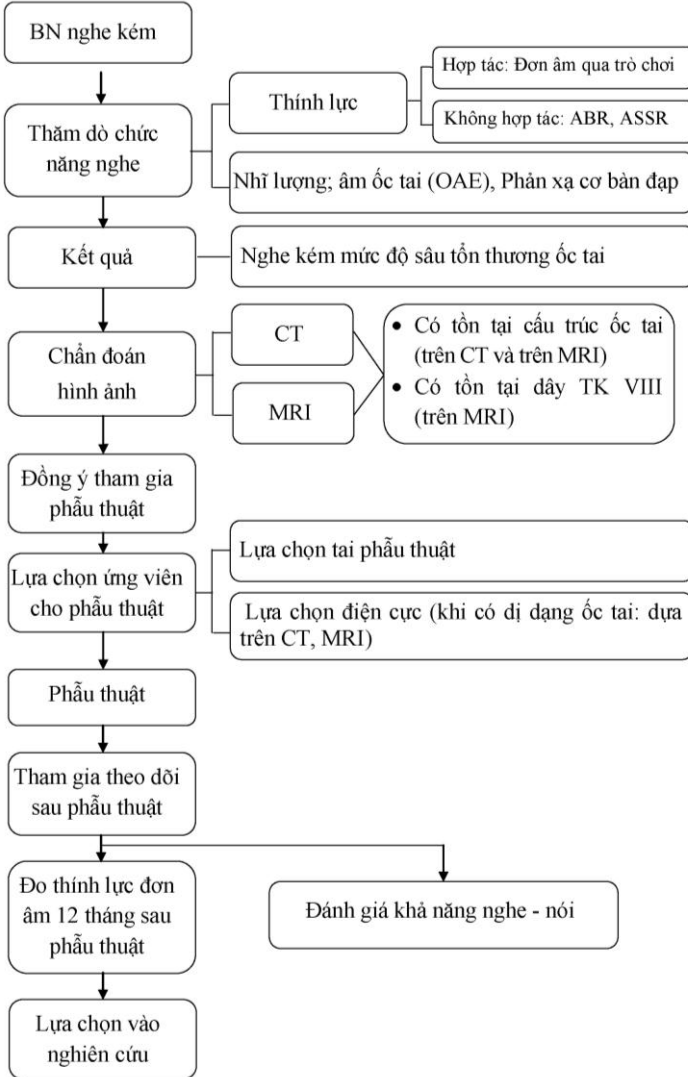 BN nghe kém
Thăm dò chức
năng nghe
Thính lực
Hợp tác: Đơn âm qua trò chơi
Không hợp tác: ABR, ASSR
Nhĩ lượng; âm ốc tai (OAE), Phản xạ cơ bàn đạp
Kết quả
Nghe kém mức độ sâu tổn thương ốc tai
Chẩn đoán
hình ảnh
CT
MRI
• Có tồn tại cấu trúc ốc tai
(trên CT và trên MRI)
• Có tồn tại dây TK VIII
(trên MRI)
Đồng ý tham gia
phẫu thuật
Lựa chọn ứng viên
cho phẫu thuật
Lựa chọn tai phẫu thuật
Lựa chọn điện cực (khi có dị dạng ốc tai: dựa
trên CT, MRI)
Phẫu thuật
Tham gia theo dõi
sau phẫu thuật
Đo thính lực đơn
âm 12 tháng sau
phẫu thuật
Đánh giá khả năng nghe - nói
Lựa chọn vào
nghiên cứu